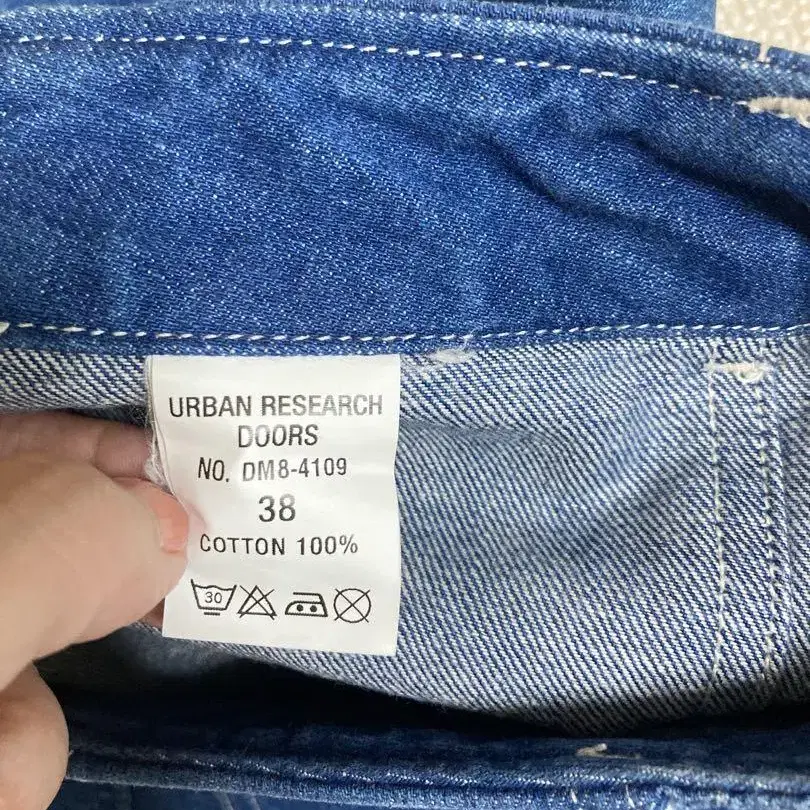 URBAN RESEARCH
DOORS
NO. DM8-4109
38
COTTON 100%
30